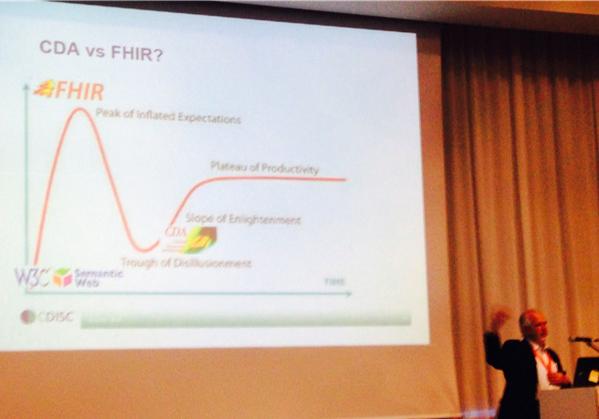 CDA vs FHIR?
FHIR
Peak of Inflated Expectations
Plateau of Productivity
Slope of Enlightenment
CDA
Trough of Disillusionment
W3C Semantic
Web
TIME
CDISC